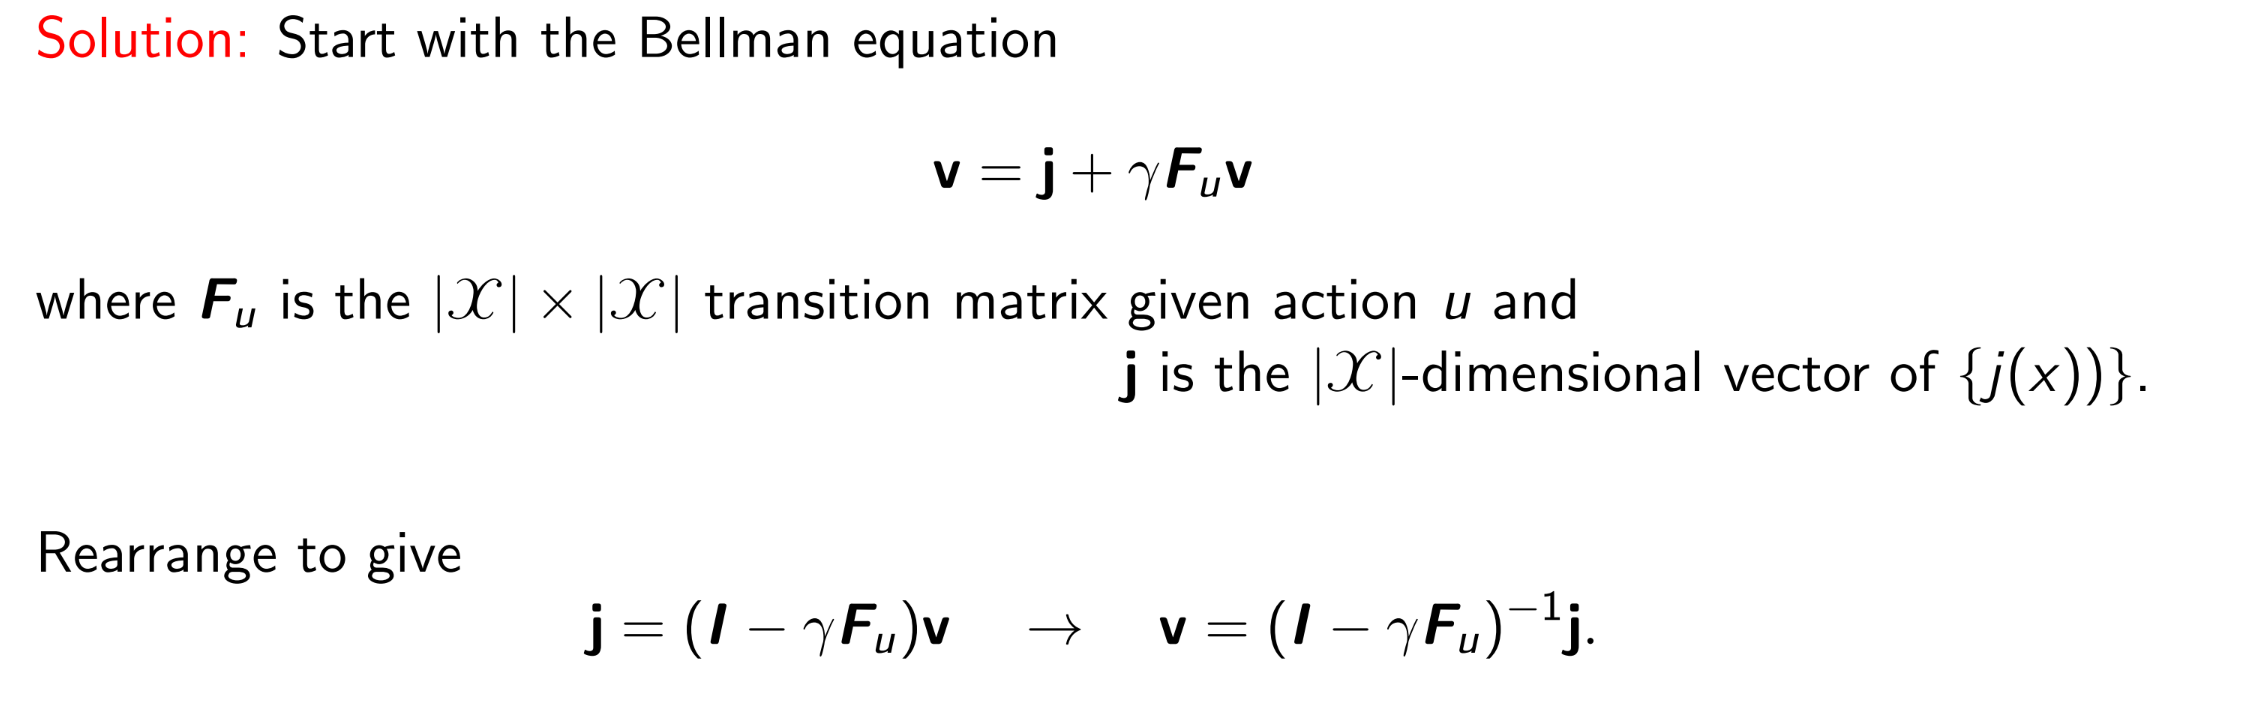 Solution: Start with the Bellman equation
v = j + γF_u v
where F_u is the |𝒳| × |𝒳| transition matrix given action u and
j is the |𝒳|-dimensional vector of {j(x))}.
Rearrange to give
j = (I − γF_u)v → v = (I − γF_u)^{−1}j.